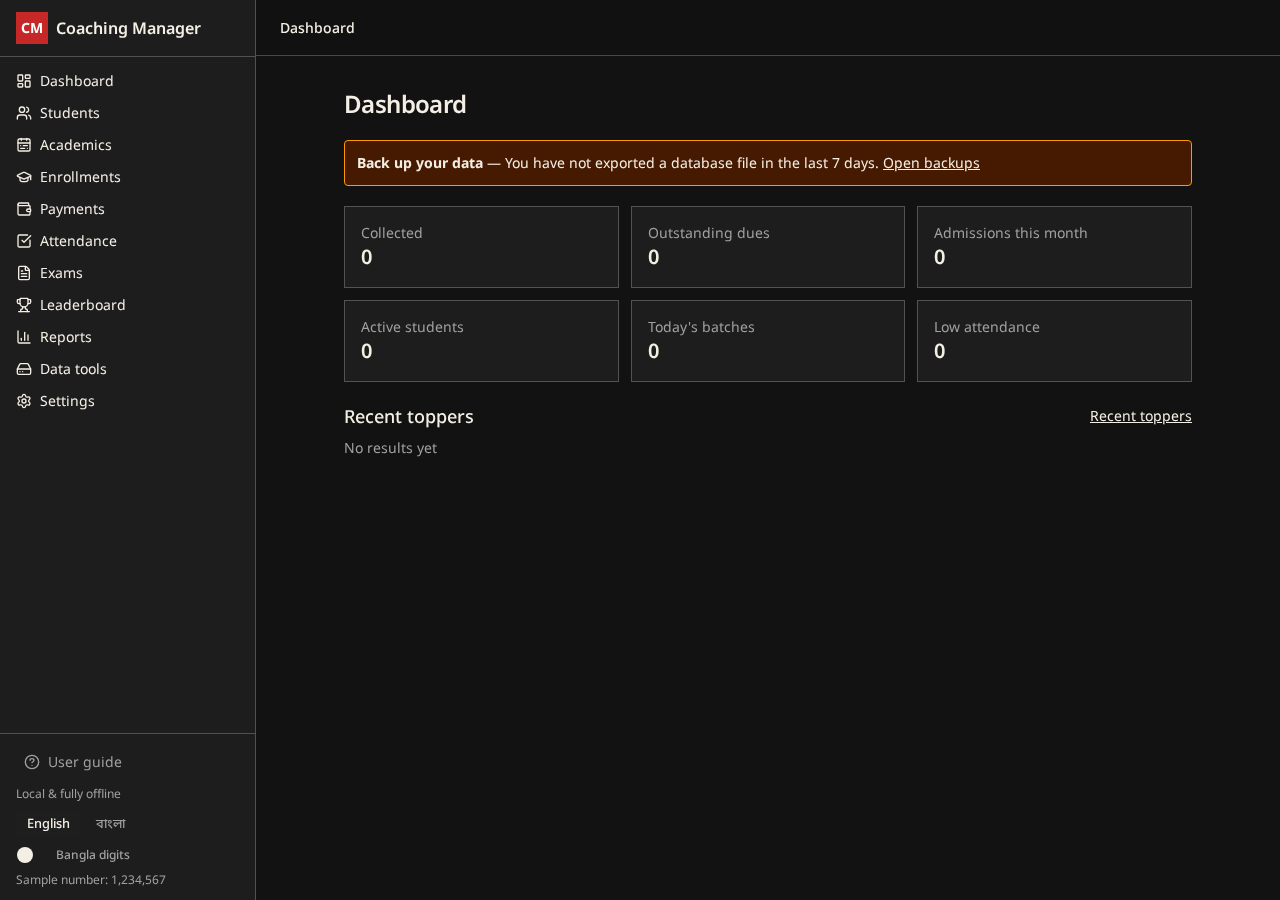 CM Coaching Manager
Dashboard
Students
Academics
Enrollments
Payments
Attendance
Exams
Leaderboard
Reports
Data tools
Settings
User guide
Local & fully offline
English বাংলা
Bangla digits
Sample number: 1,234,567
Dashboard
Dashboard
Back up your data — You have not exported a database file in the last 7 days. Open backups
Collected
0
Outstanding dues
0
Admissions this month
0
Active students
0
Today's batches
0
Low attendance
0
Recent toppers
Recent toppers
No results yet